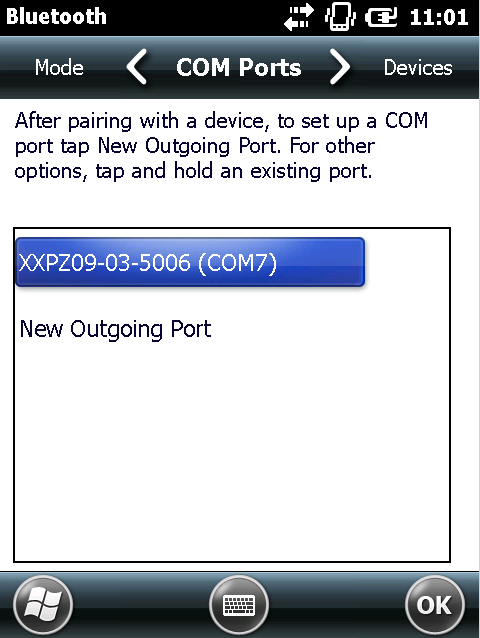 Bluetooth 11:01
Mode COM Ports Devices
After pairing with a device, to set up a COM
port tap New Outgoing Port. For other
options, tap and hold an existing port.
XXPZ09-03-5006 (COM7)
New Outgoing Port
OK